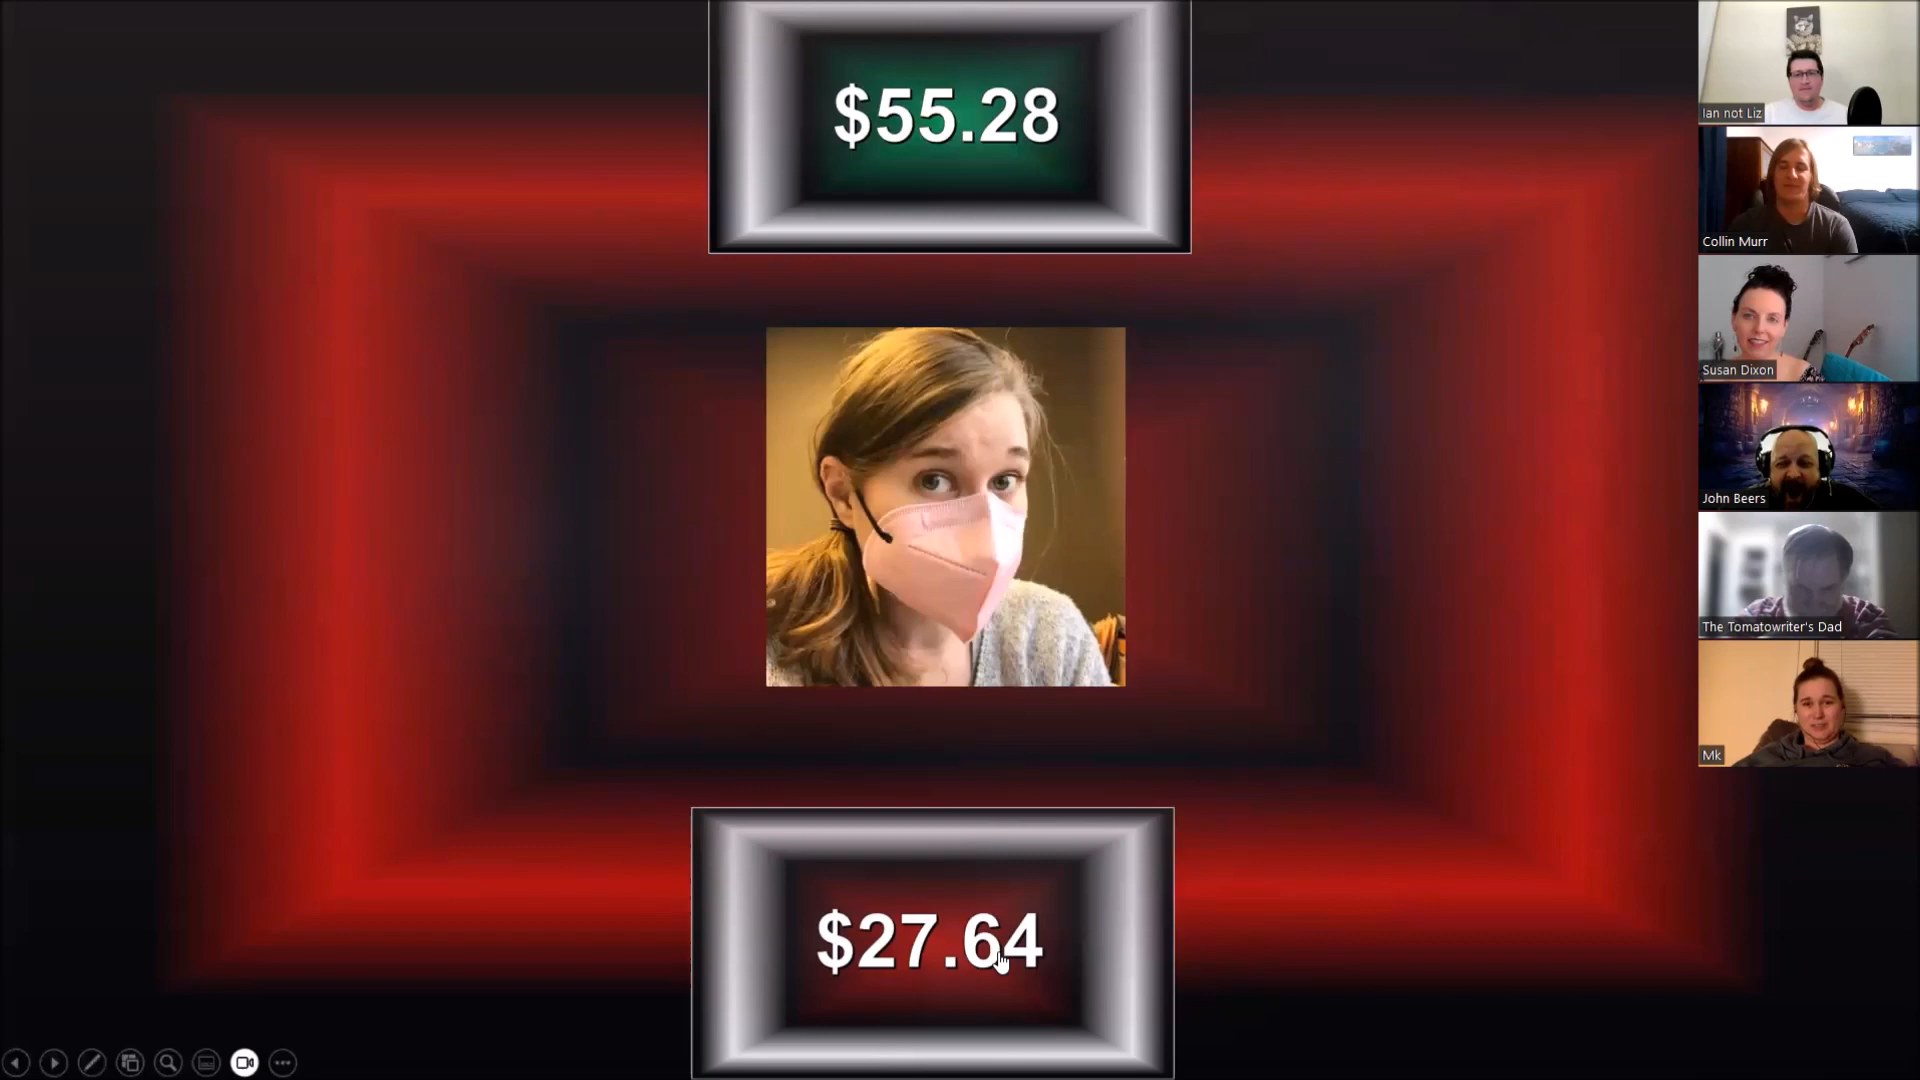 $55.28
$27.64
Ian not Liz
Collin Murr
Susan Dixon
John Beers
The Tomatowriter's Dad
Mk